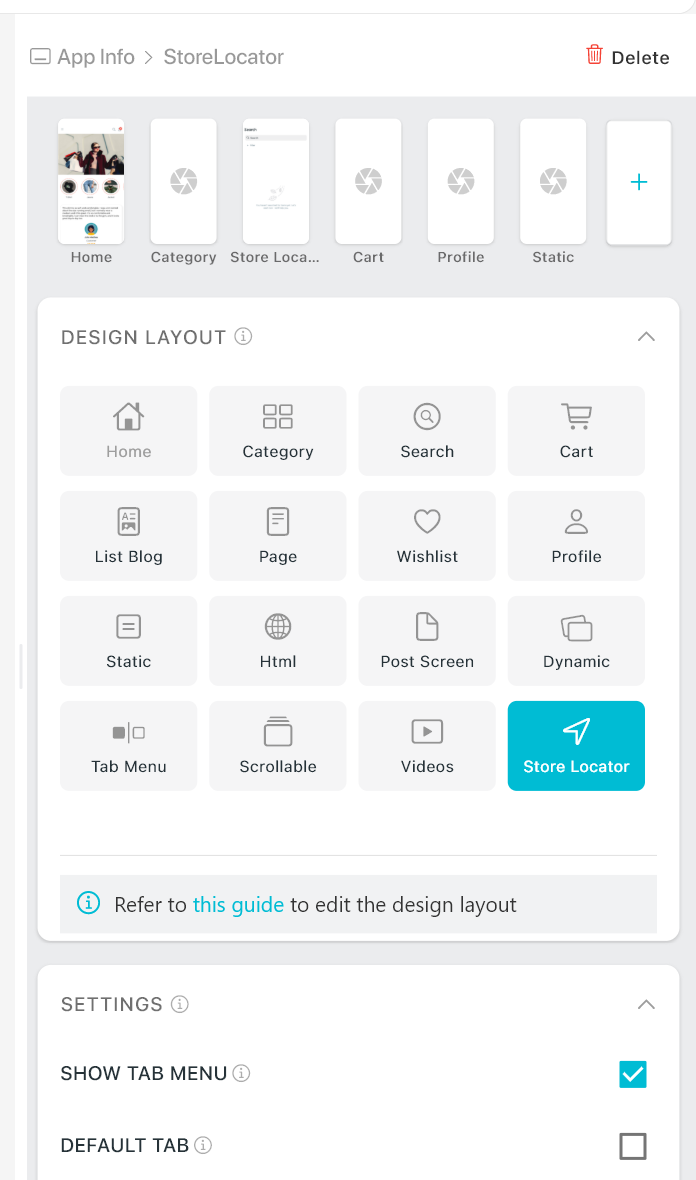 App Info > StoreLocator
Delete
Search
Home
Category
Store Loca...
Cart
Profile
Static
+
DESIGN LAYOUT
Home
Category
Search
Cart
List Blog
Page
Wishlist
Profile
Static
Html
Post Screen
Dynamic
Tab Menu
Scrollable
Videos
Store Locator
Refer to this guide to edit the design layout
SETTINGS
SHOW TAB MENU
DEFAULT TAB